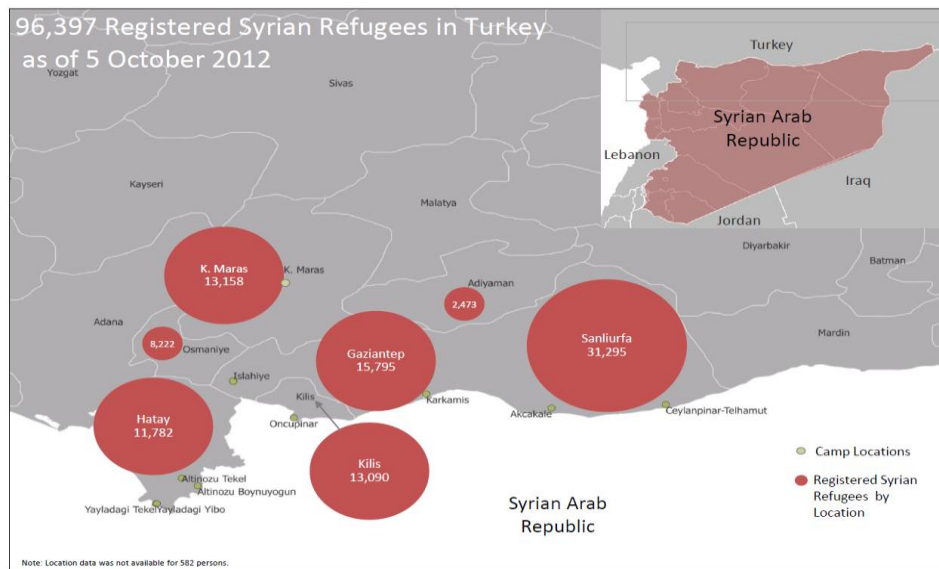 96,397 Registered Syrian Refugees in Turkey
as of 5 October 2012
Turkey
Syrian Arab
Republic
Lebanon
Iraq
Jordan
Yozgat
Sivas
Kayseri
Malatya
Diyarbakir
Batman
K. Maras
13,158
K. Maras
Adiyaman
2,473
Adana
8,222
Osmaniye
Mardin
Gaziantep
15,795
Sanliurfa
31,295
Islahiye
Kilis
Karkamis
Akcakale
Ceylanpinar-Telhamut
Hatay
11,782
Oncupinar
Kilis
13,090
Camp Locations
Altinozu Tekel
Altinozu Boynuyogun
Registered Syrian
Refugees by
Location
Yayladagi Tekel
Yayladagi Yibo
Syrian Arab
Republic
Note: Location data was not available for 582 persons.